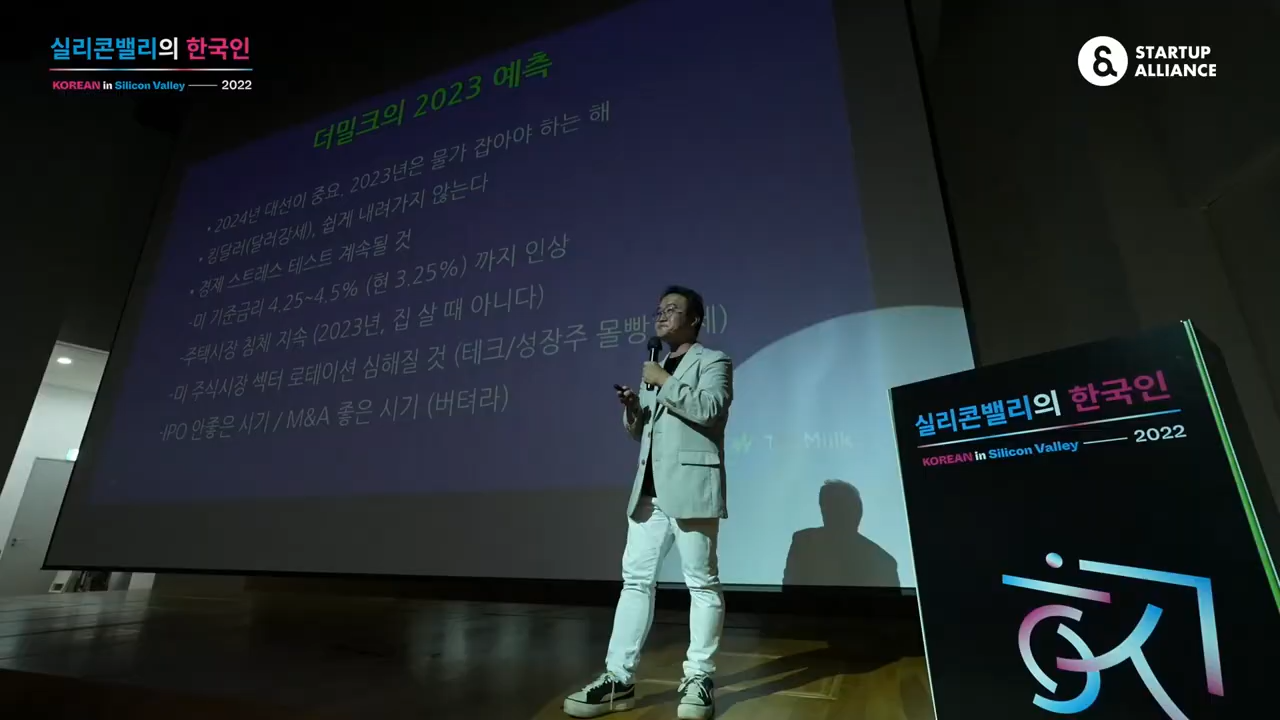 실리콘밸리의 한국인
KOREAN in Silicon Valley 2022
STARTUP
ALLIANCE
더밀크의 2023 예측
• 2024년 대선이 중요. 2023년은 물가 잡아야 하는 해
• 킹달러(달러강세), 쉽게 내려가지 않는다
• 경제 스트레스 테스트 계속될 것
-미 기준금리 4.25~4.5% (현 3.25%) 까지 인상
-주택시장 침체 지속 (2023년, 집 살 때 아니다)
-미 주식시장 섹터 로테이션 심해질 것 (테크/성장주 몰빵
-IPO 안좋은 시기 / M&A 좋은 시기 (버텨라)
Miilk
실리콘밸리의 한국인
KOREAN in Silicon Valley 2022